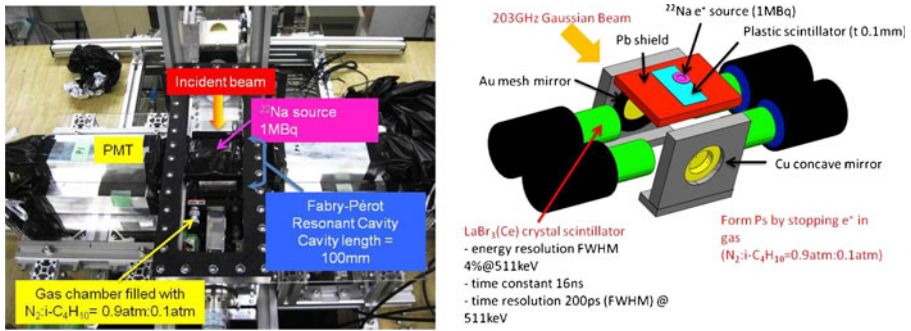 Incident beam
²²Na source
1MBq
PMT
Fabry-Pérot
Resonant Cavity
Cavity length =
100mm
Gas chamber filled with
N₂:i-C₄H₁₀= 0.9atm:0.1atm
203GHz Gaussian Beam
²²Na e⁺ source (1MBq)
Pb shield
Plastic scintillator (t 0.1mm)
Au mesh mirror
Cu concave mirror
LaBr₃(Ce) crystal scintillator
- energy resolution FWHM
4%@511keV
- time constant 16ns
- time resolution 200ps (FWHM) @
511keV
Form Ps by stopping e⁺ in
gas
(N₂:i-C₄H₁₀=0.9atm:0.1atm)